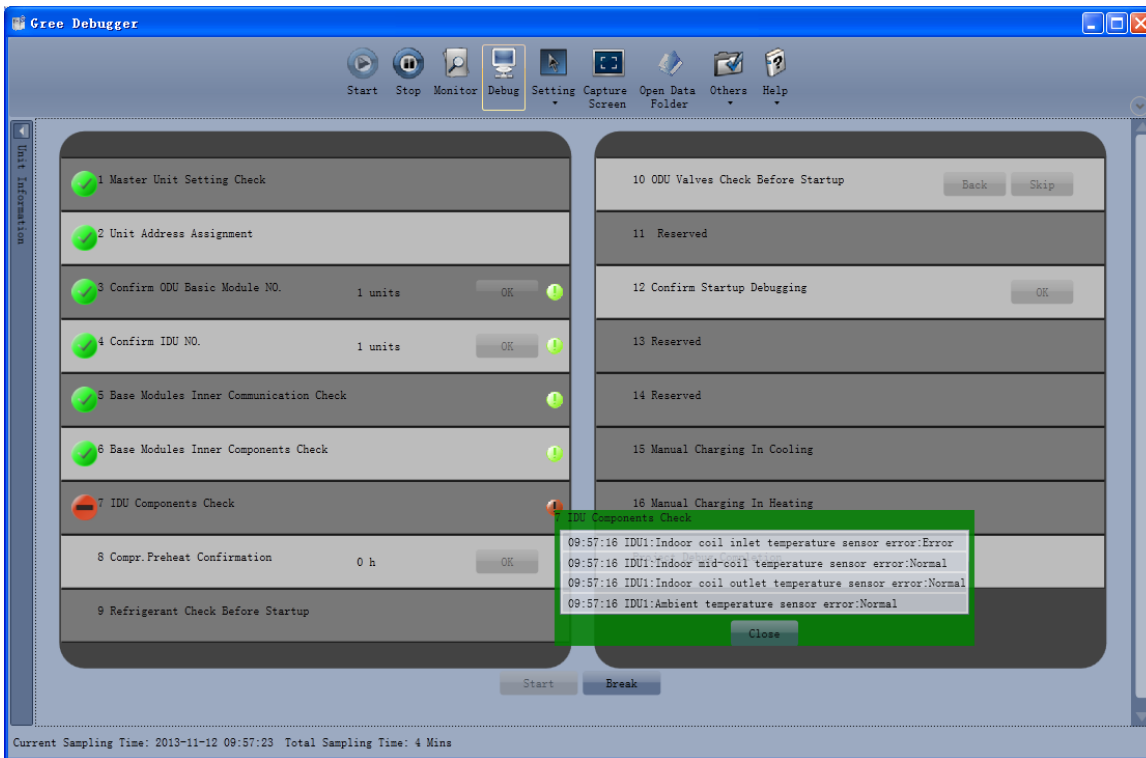 Gree Debugger
Start Stop Monitor Debug Setting Capture Screen Open Data Folder Others Help
Unit Information
1 Master Unit Setting Check
2 Unit Address Assignment
3 Confirm ODU Basic Module NO. 1 units OK
4 Confirm IDU NO. 1 units OK
5 Base Modules Inner Communication Check
6 Base Modules Inner Components Check
7 IDU Components Check
8 Compr.Preheat Confirmation 0 h OK
9 Refrigerant Check Before Startup
10 ODU Valves Check Before Startup Back Skip
11 Reserved
12 Confirm Startup Debugging OK
13 Reserved
14 Reserved
15 Manual Charging In Cooling
16 Manual Charging In Heating
7 IDU Components Check
09:57:16 IDU1:Indoor coil inlet temperature sensor error:Error
09:57:16 IDU1:Indoor mid-coil temperature sensor error:Normal
09:57:16 IDU1:Indoor coil outlet temperature sensor error:Normal
09:57:16 IDU1:Ambient temperature sensor error:Normal
Close
Start Break
Current Sampling Time: 2013-11-12 09:57:23 Total Sampling Time: 4 Mins